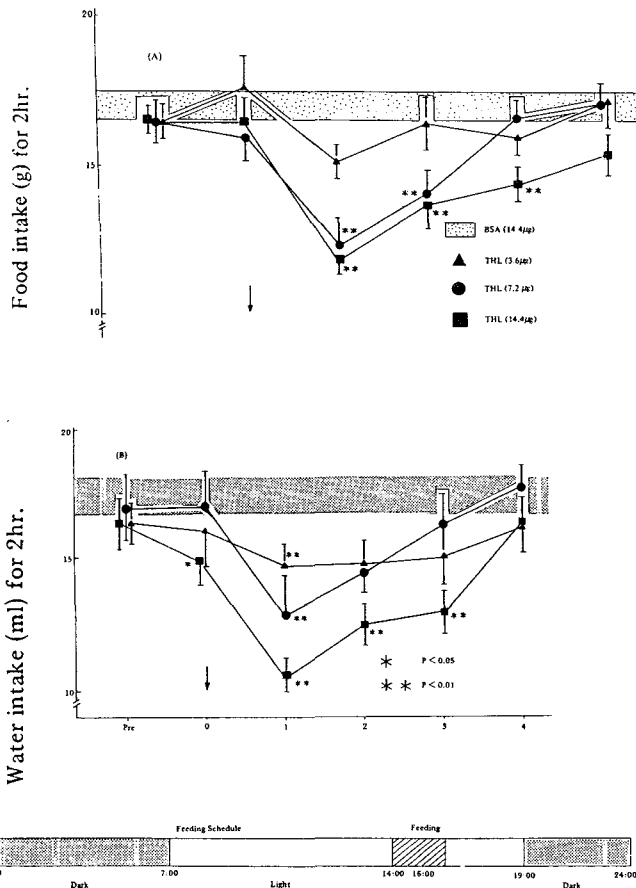 20
(A)
15
10
Food intake (g) for 2hr.
**
**
**
**
BSA (14.4μg)
THL (3.6μg)
THL (7.2 μg)
THL (14.4μg)
20
(B)
15
10
Water intake (ml) for 2hr.
*
**
**
**
**
**
* P < 0.05
* * P < 0.01
Pre 0 1 2 3 4
Feeding Schedule Feeding
7:00 14:00 16:00 19:00 24:00
Dark Light Dark